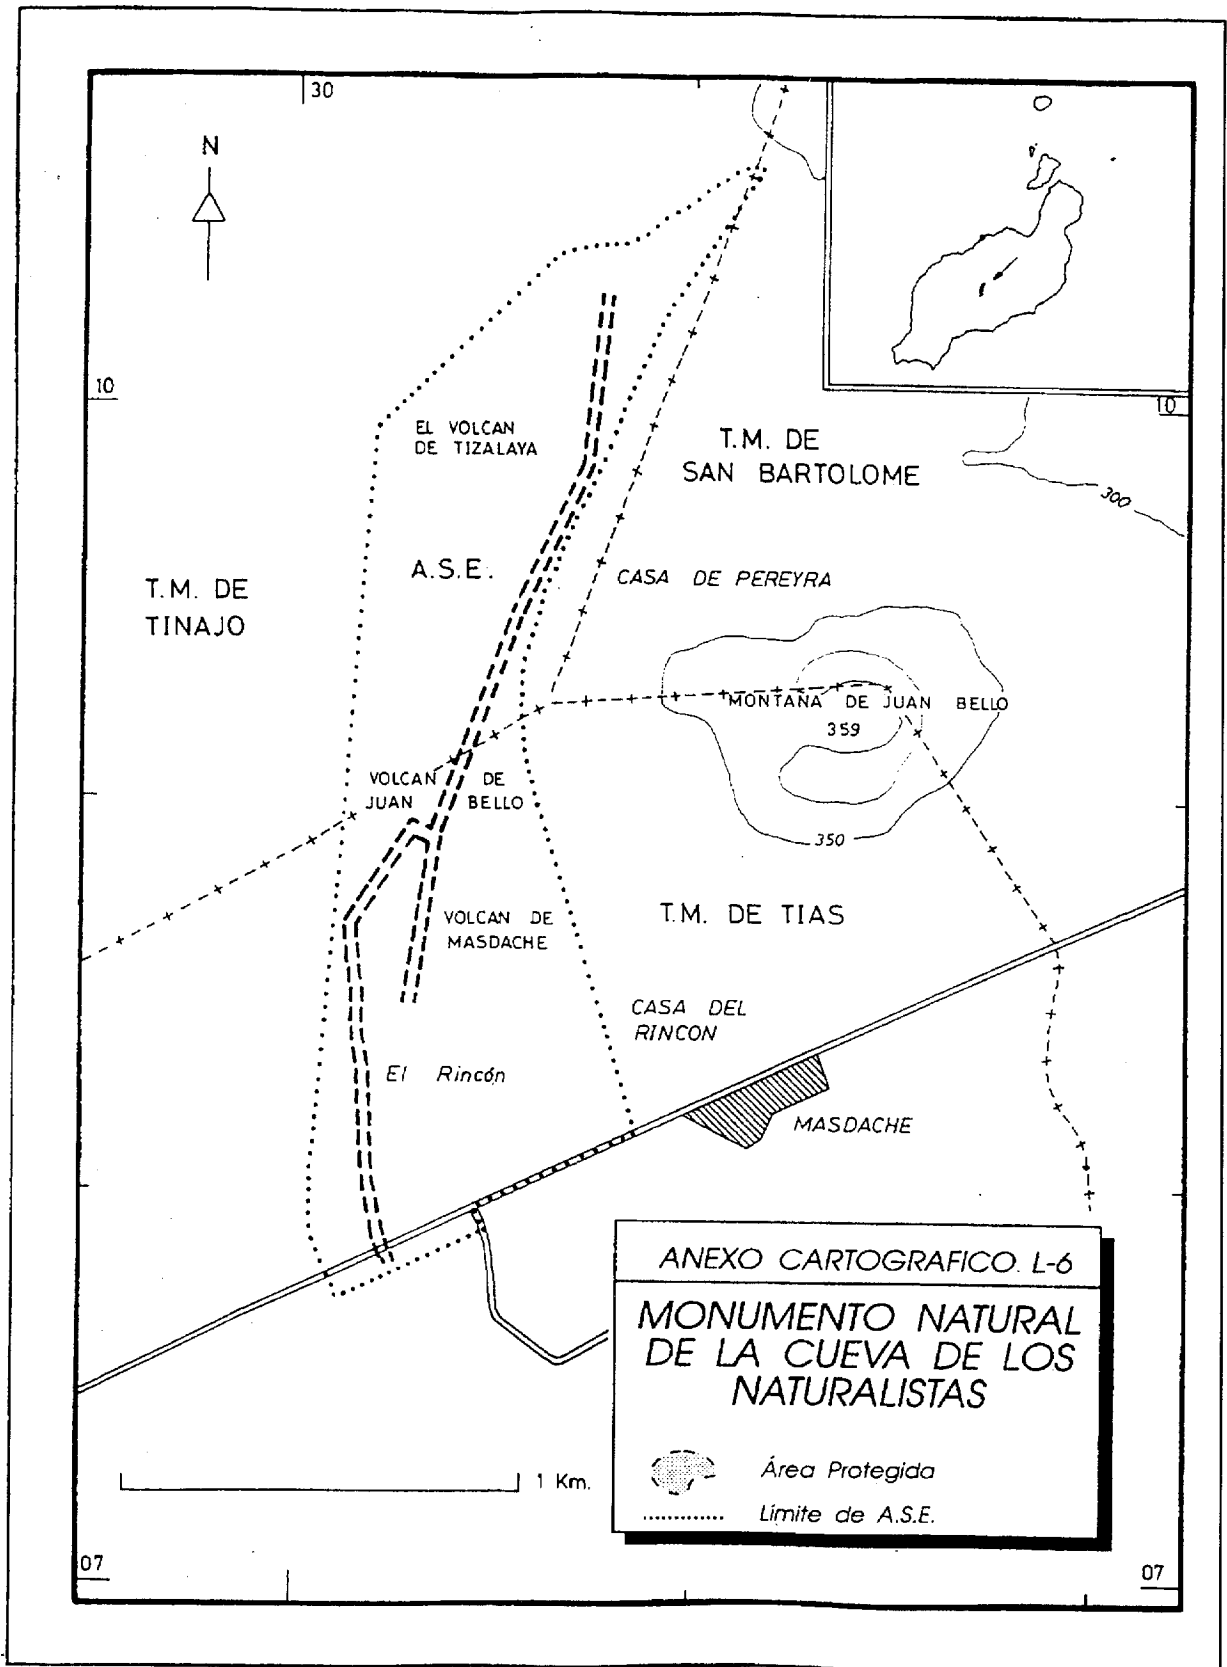 30
N
10
10
EL VOLCAN
DE TIZALAYA
T.M. DE
SAN BARTOLOME
300
A.S.E.
CASA DE PEREYRA
T.M. DE
TINAJO
MONTAÑA DE JUAN BELLO
359
VOLCAN DE
JUAN BELLO
350
VOLCAN DE
MASDACHE
T.M. DE TIAS
CASA DEL
RINCON
El Rincón
MASDACHE
ANEXO CARTOGRAFICO. L-6
MONUMENTO NATURAL
DE LA CUEVA DE LOS
NATURALISTAS
Área Protegida
Límite de A.S.E.
1 Km.
07
07